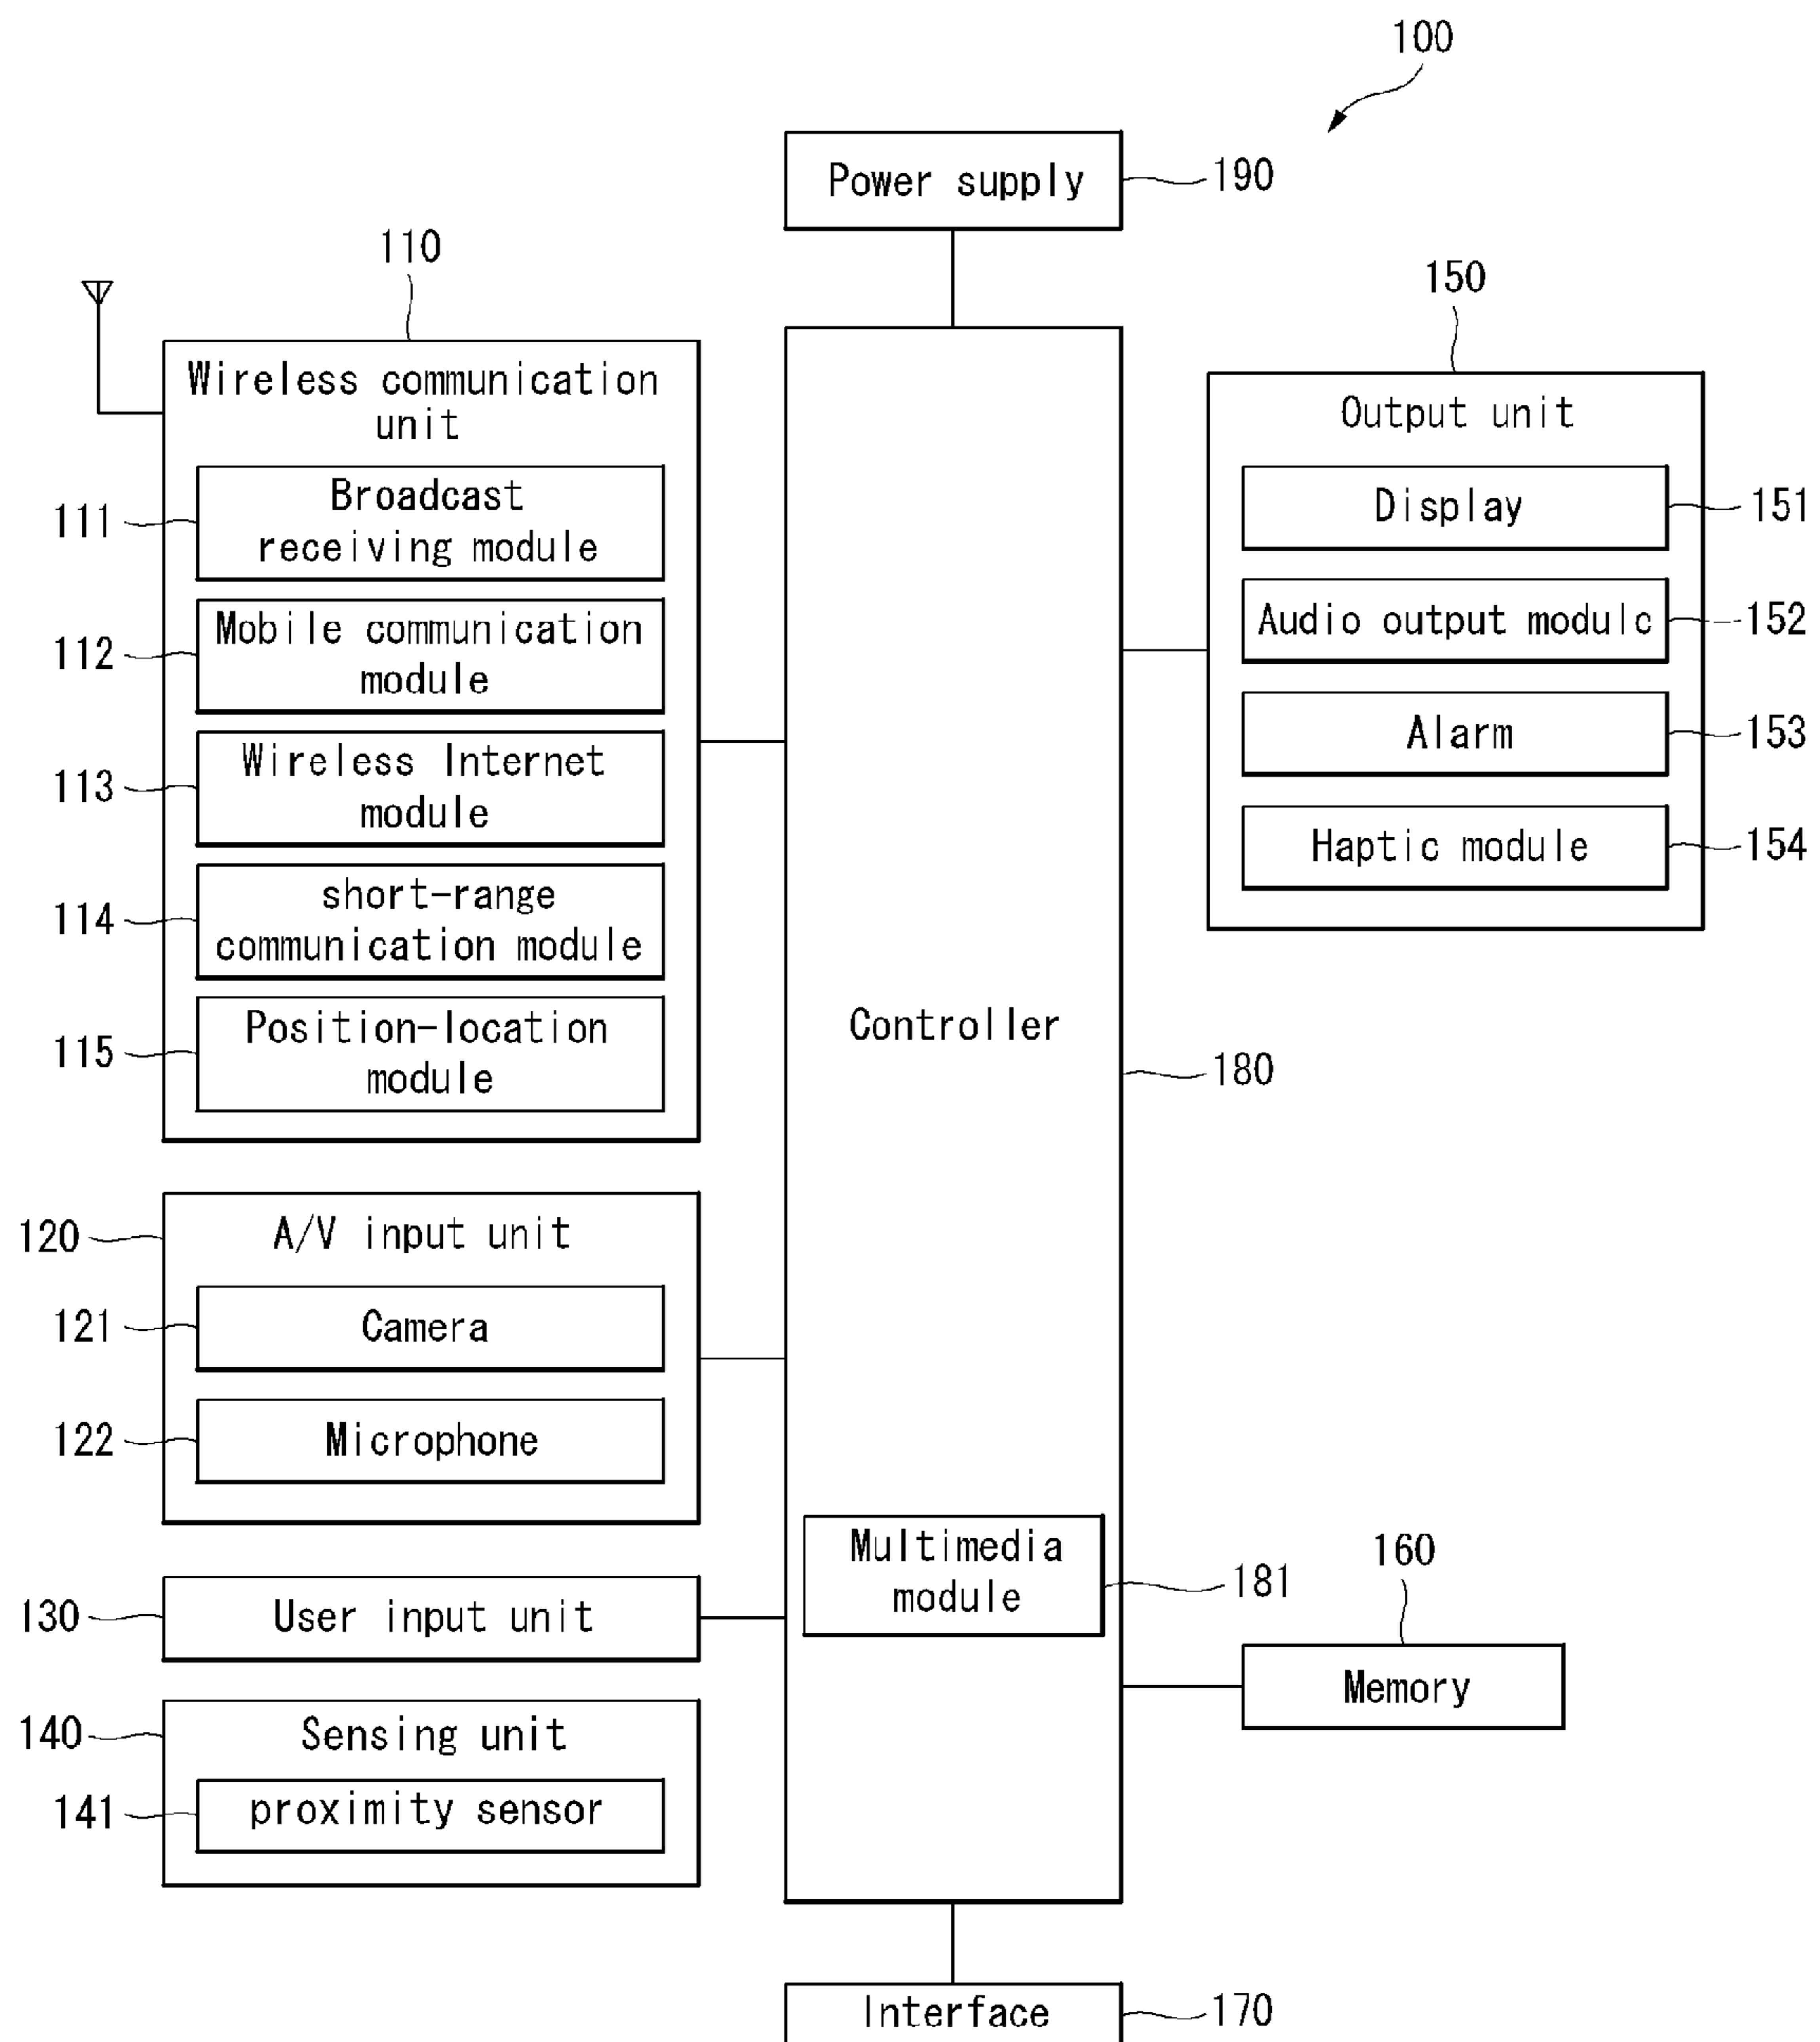 100
Power supply
190
110
Wireless communication
unit
111
Broadcast
receiving module
112
Mobile communication
module
113
Wireless Internet
module
114
short-range
communication module
115
Position-location
module
150
Output unit
Display
151
Audio output module
152
Alarm
153
Haptic module
154
Controller
180
120
A/V input unit
121
Camera
122
Microphone
Multimedia
module
181
130
User input unit
160
Memory
140
Sensing unit
141
proximity sensor
Interface
170